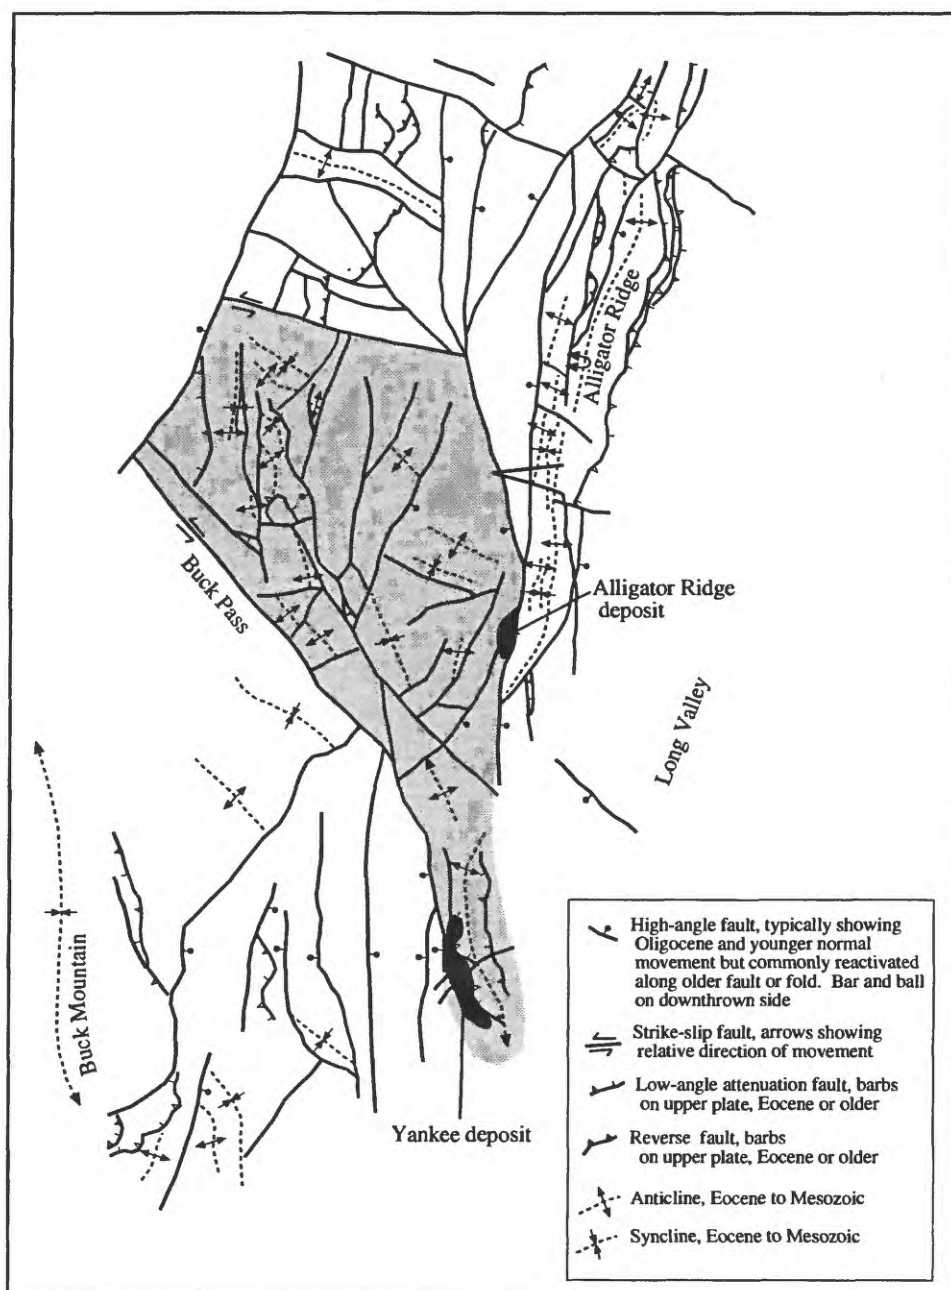 Alligator Ridge
Buck Pass
Alligator Ridge
deposit
Long Valley
Buck Mountain
Yankee deposit
High-angle fault, typically showing
Oligocene and younger normal
movement but commonly reactivated
along older fault or fold. Bar and ball
on downthrown side
Strike-slip fault, arrows showing
relative direction of movement
Low-angle attenuation fault, barbs
on upper plate, Eocene or older
Reverse fault, barbs
on upper plate, Eocene or older
Anticline, Eocene to Mesozoic
Syncline, Eocene to Mesozoic